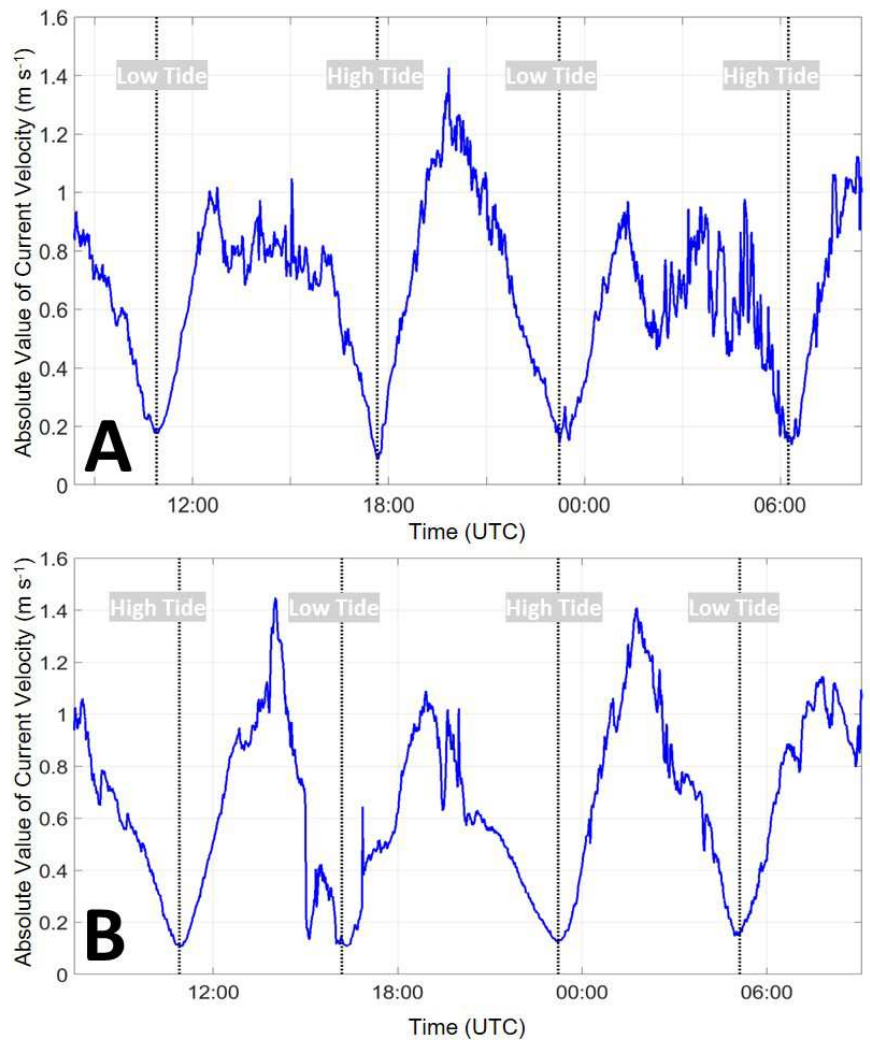 1.6
1.4
1.2
1
0.8
0.6
0.4
0.2
0
Absolute Value of Current Velocity (m s⁻¹)
Low Tide
High Tide
Low Tide
High Tide
A
12:00
18:00
00:00
06:00
Time (UTC)
1.6
1.4
1.2
1
0.8
0.6
0.4
0.2
0
Absolute Value of Current Velocity (m s⁻¹)
High Tide
Low Tide
High Tide
Low Tide
B
12:00
18:00
00:00
06:00
Time (UTC)